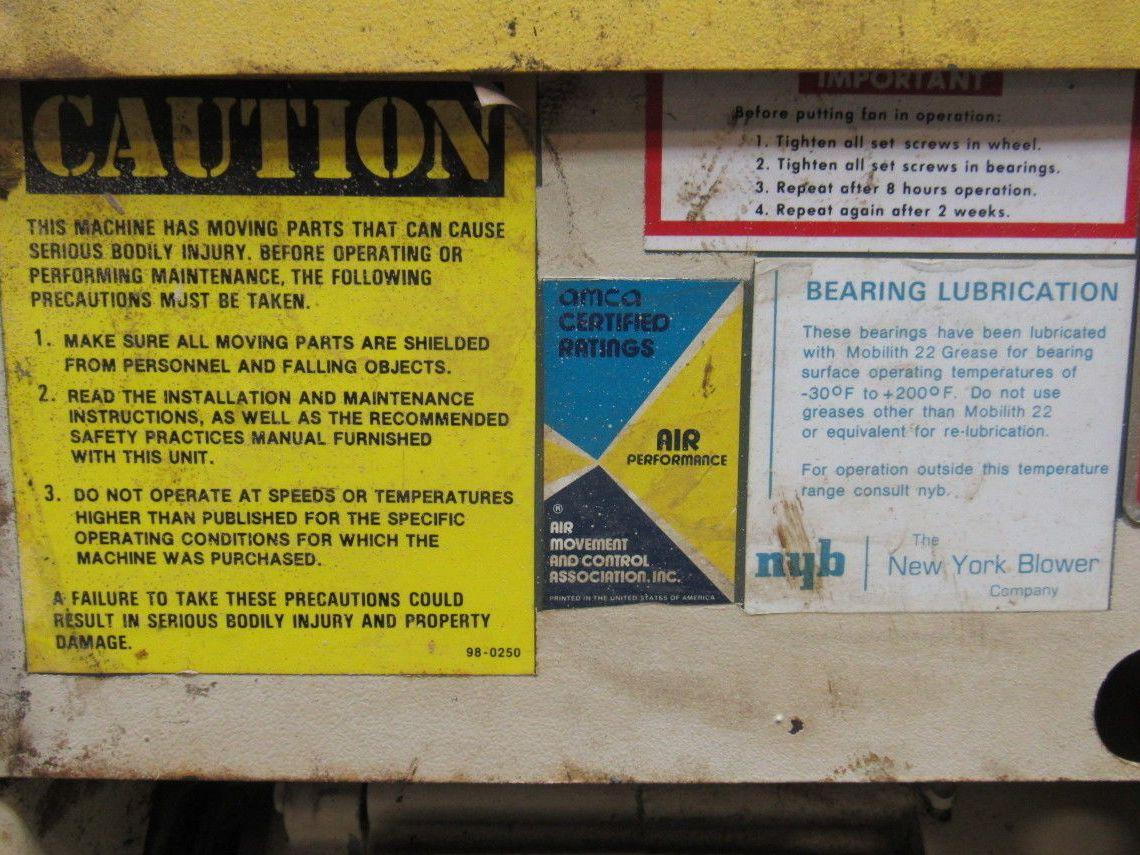 CAUTION
THIS MACHINE HAS MOVING PARTS THAT CAN CAUSE
SERIOUS BODILY INJURY. BEFORE OPERATING OR
PERFORMING MAINTENANCE, THE FOLLOWING
PRECAUTIONS MUST BE TAKEN.
1. MAKE SURE ALL MOVING PARTS ARE SHIELDED
FROM PERSONNEL AND FALLING OBJECTS.
2. READ THE INSTALLATION AND MAINTENANCE
INSTRUCTIONS, AS WELL AS THE RECOMMENDED
SAFETY PRACTICES MANUAL FURNISHED
WITH THIS UNIT.
3. DO NOT OPERATE AT SPEEDS OR TEMPERATURES
HIGHER THAN PUBLISHED FOR THE SPECIFIC
OPERATING CONDITIONS FOR WHICH THE
MACHINE WAS PURCHASED.
A FAILURE TO TAKE THESE PRECAUTIONS COULD
RESULT IN SERIOUS BODILY INJURY AND PROPERTY
DAMAGE.
98-0250
IMPORTANT
Before putting fan in operation:
1. Tighten all set screws in wheel.
2. Tighten all set screws in bearings.
3. Repeat after 8 hours operation.
4. Repeat again after 2 weeks.
amca
CERTIFIED
RATINGS
AIR
PERFORMANCE
®
AIR
MOVEMENT
AND CONTROL
ASSOCIATION, INC.
PRINTED IN THE UNITED STATES OF AMERICA
BEARING LUBRICATION
These bearings have been lubricated
with Mobilith 22 Grease for bearing
surface operating temperatures of
-30°F to +200°F. Do not use
greases other than Mobilith 22
or equivalent for re-lubrication.
For operation outside this temperature
range consult nyb.
nyb
The
New York Blower
Company